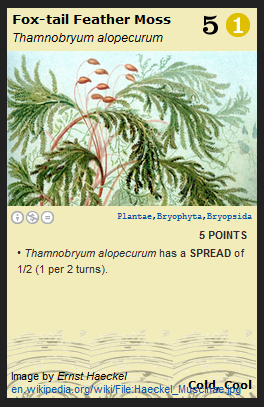 Fox-tail Feather Moss
Thamnobryum alopecurum
5 1
Plantae,Bryophyta,Bryopsida
5 POINTS
• Thamnobryum alopecurum has a SPREAD of
1/2 (1 per 2 turns).
Image by Ernst Haeckel
en.wikipedia.org/wiki/File:Haeckel_Muscinae.jpg
Cold, Cool